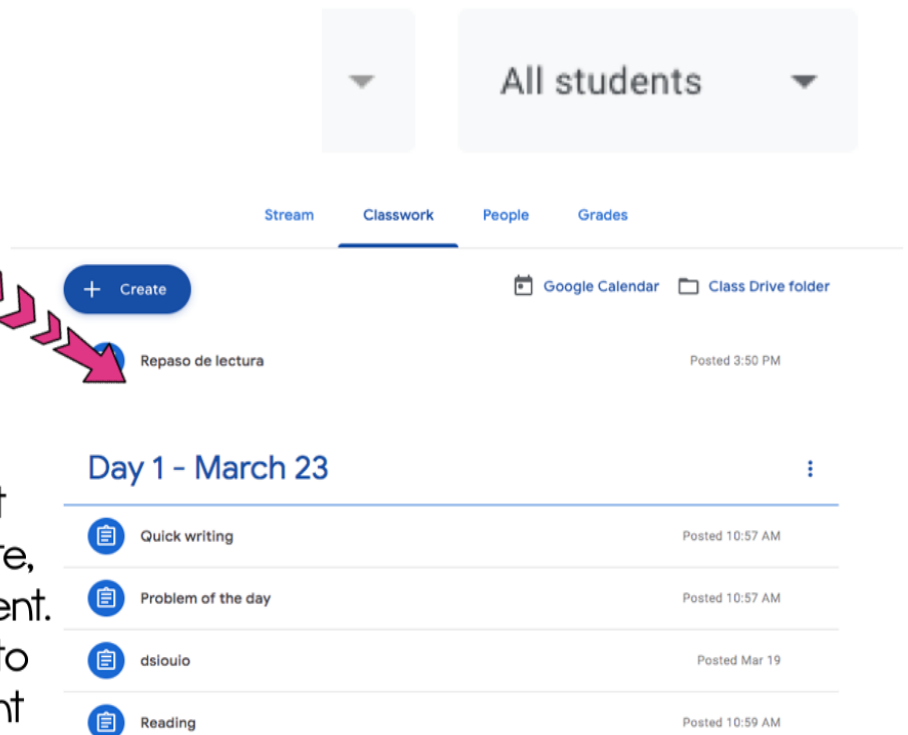 All students
Stream Classwork People Grades
+ Create Google Calendar Class Drive folder
Repaso de lectura Posted 3:50 PM
Day 1 - March 23
Quick writing Posted 10:57 AM
Problem of the day Posted 10:57 AM
ent.
to
dsiouio Posted Mar 19
Reading Posted 10:59 AM